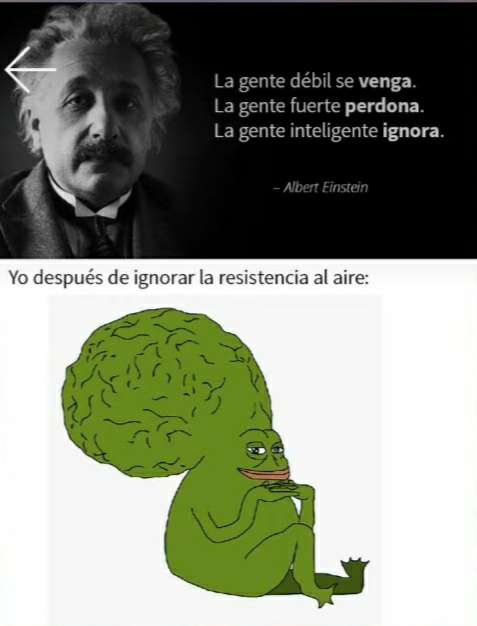 La gente débil se venga.
La gente fuerte perdona.
La gente inteligente ignora.
– Albert Einstein
Yo después de ignorar la resistencia al aire: